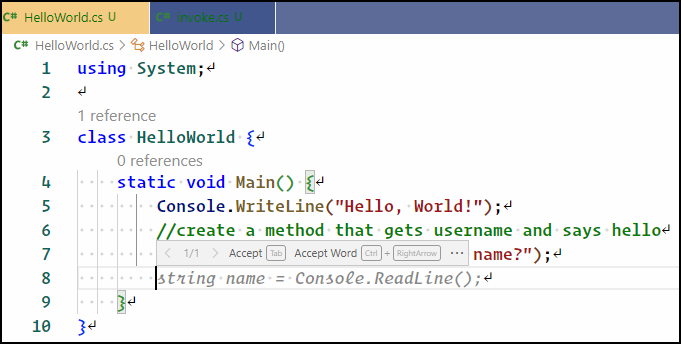 C# HelloWorld.cs U C# invoke.cs U
C# HelloWorld.cs > HelloWorld > Main()
1 using System;
2
1 reference
3 class HelloWorld {
0 references
4 static void Main() {
5 Console.WriteLine("Hello, World!");
6 //create a method that gets username and says hello
< 1/1 > Accept Tab Accept Word Ctrl + RightArrow ···
7 name?");
8 string name = Console.ReadLine();
9 }
10 }